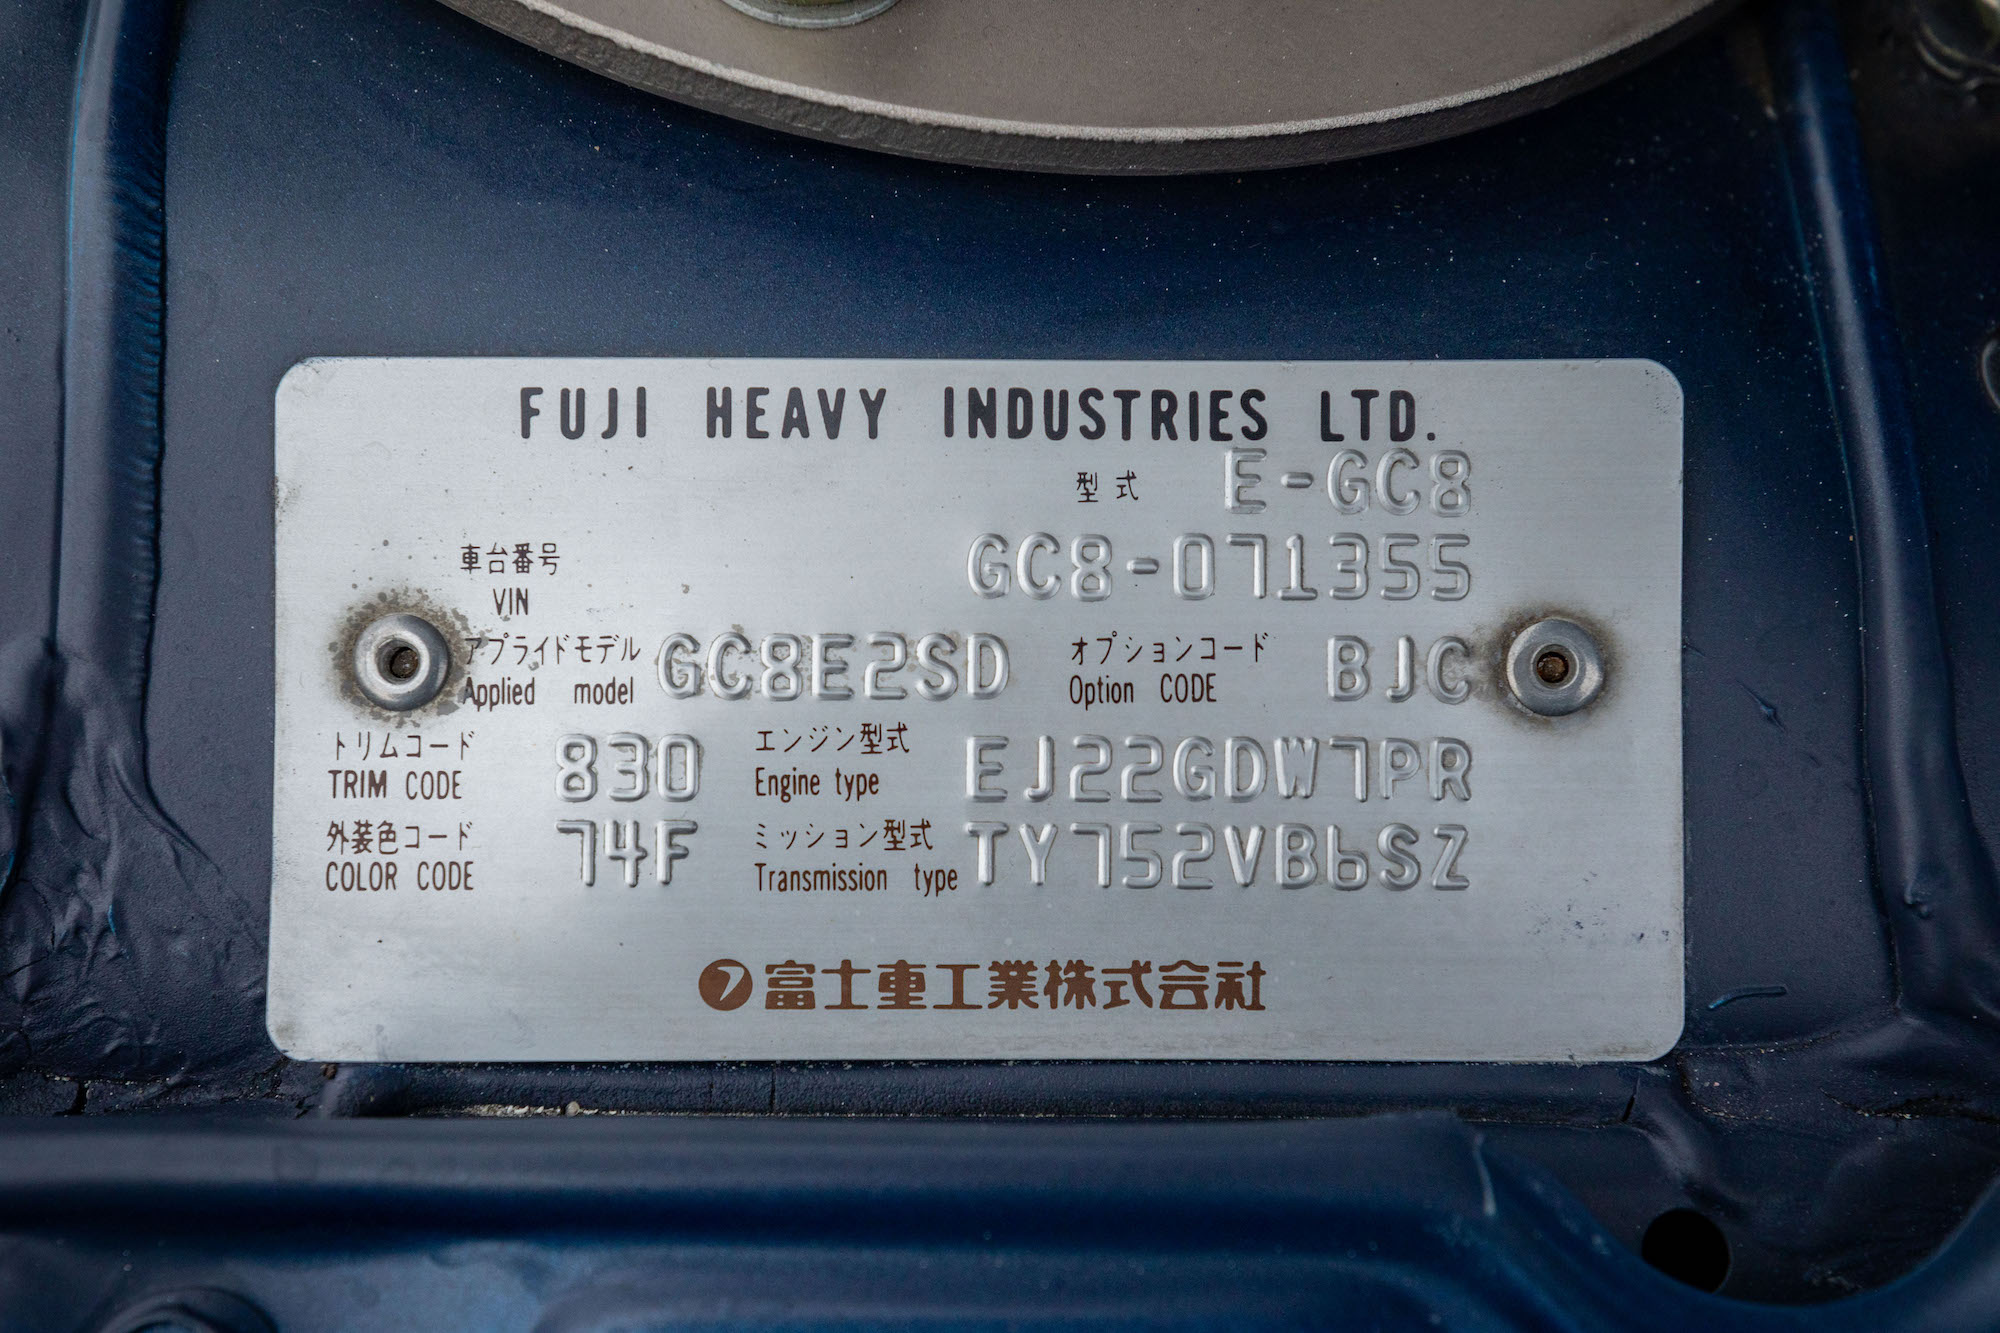 FUJI HEAVY INDUSTRIES LTD.
型式 E-GC8
車台番号
VIN GC8-071355
アプライドモデル
Applied model GC8E2SD
オプションコード
Option CODE BJC
トリムコード
TRIM CODE 830
エンジン型式
Engine type EJ22GDW7PR
外装色コード
COLOR CODE 74F
ミッション型式
Transmission type TY752VB6SZ
富士重工業株式会社